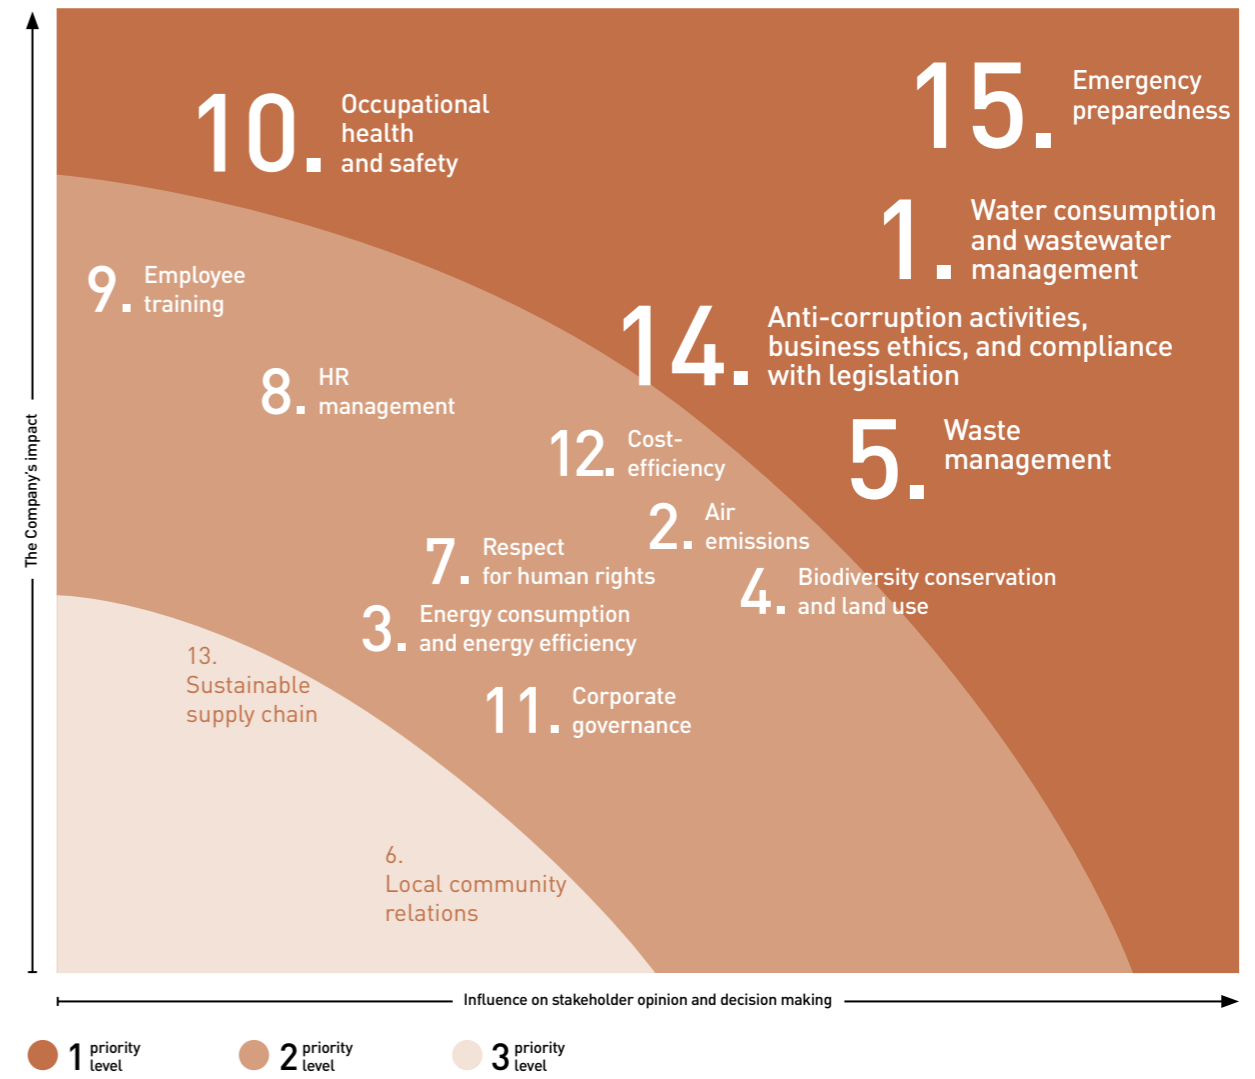 10.
Occupational
health
and safety
15.
Emergency
preparedness
1.
Water consumption
and wastewater
management
9.
Employee
training
14.
Anti-corruption activities,
business ethics, and compliance
with legislation
8.
HR
management
12.
Cost-
efficiency
5.
Waste
management
2.
Air
emissions
7.
Respect
for human rights
4.
Biodiversity conservation
and land use
3.
Energy consumption
and energy efficiency
13.
Sustainable
supply chain
11.
Corporate
governance
6.
Local community
relations
The Company's impact
Influence on stakeholder opinion and decision making
1 priority
level
2 priority
level
3 priority
level